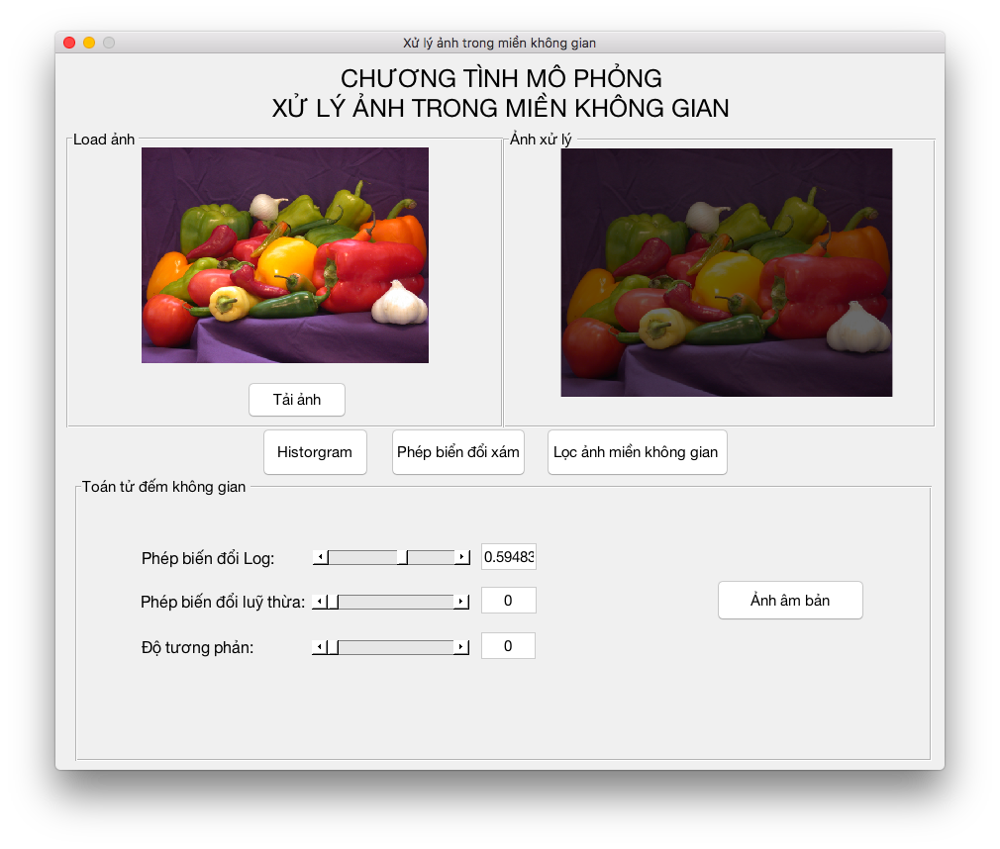 Xử lý ảnh trong miền không gian
CHƯƠNG TÌNH MÔ PHỎNG
XỬ LÝ ẢNH TRONG MIỀN KHÔNG GIAN
Load ảnh
Ảnh xử lý
Tải ảnh
Historgram
Phép biển đổi xám
Lọc ảnh miền không gian
Toán tử đếm không gian
Phép biến đổi Log:
0.59483
Phép biến đổi luỹ thừa:
0
Ảnh âm bản
Độ tương phản:
0